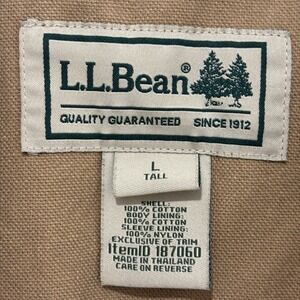 L.L.Bean®
QUALITY GUARANTEED SINCE 1912
L
TALL
SHELL:
100% COTTON
BODY LINING:
100% COTTON
SLEEVE LINING:
100% NYLON
EXCLUSIVE OF TRIM
ItemID 187060
MADE IN THAILAND
CARE ON REVERSE